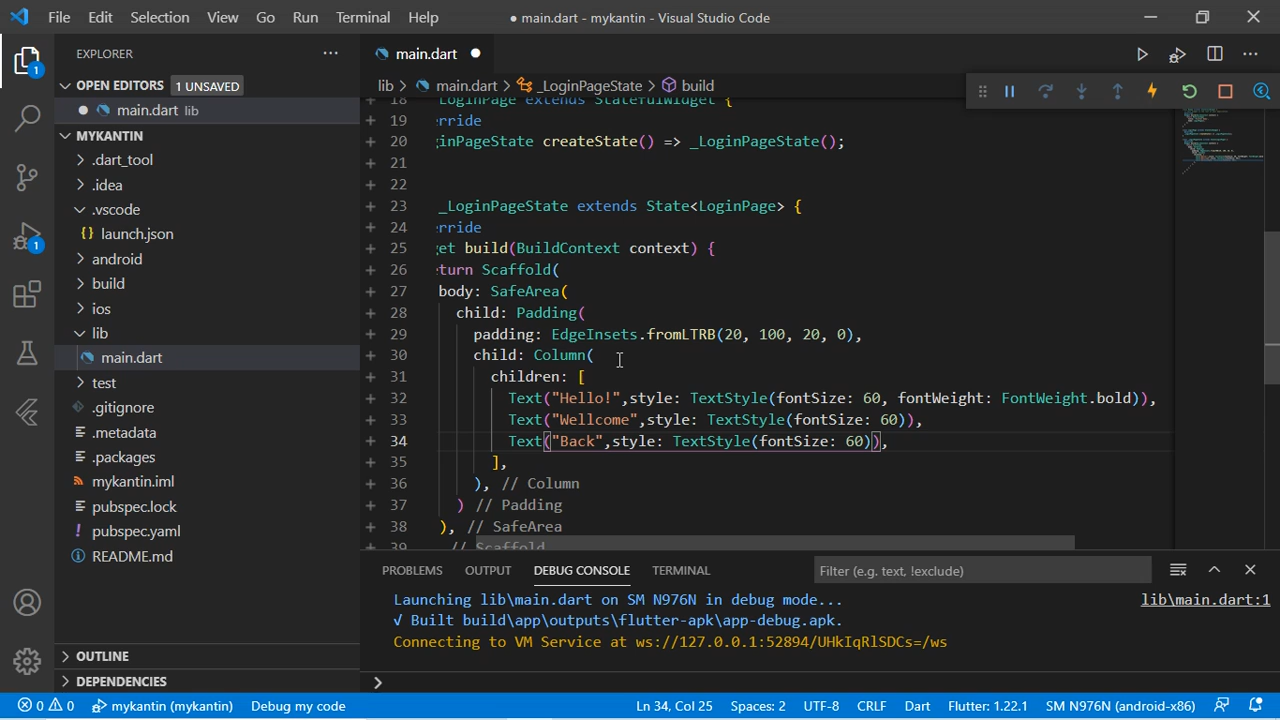 File Edit Selection View Go Run Terminal Help ● main.dart - mykantin - Visual Studio Code
EXPLORER
OPEN EDITORS 1 UNSAVED
● main.dart lib
MYKANTIN
.dart_tool
.idea
.vscode
{} launch.json
android
build
ios
lib
main.dart
test
.gitignore
.metadata
.packages
mykantin.iml
pubspec.lock
! pubspec.yaml
README.md
OUTLINE
DEPENDENCIES
1
1
main.dart ●
lib > main.dart > _LoginPageState > build
18 LoginPage extends StatefulWidget {
19 rride
20 ginPageState createState() => _LoginPageState();
21
22
23 _LoginPageState extends State<LoginPage> {
24 rride
25 get build(BuildContext context) {
26 turn Scaffold(
27 body: SafeArea(
28 child: Padding(
29 padding: EdgeInsets.fromLTRB(20, 100, 20, 0),
30 child: Column(
31 children: [
32 Text("Hello!",style: TextStyle(fontSize: 60, fontWeight: FontWeight.bold)),
33 Text("Wellcome",style: TextStyle(fontSize: 60)),
34 Text("Back",style: TextStyle(fontSize: 60)),
35 ],
36 ), // Column
37 ) // Padding
38 ), // SafeArea
39 // Scaffold
PROBLEMS OUTPUT DEBUG CONSOLE TERMINAL Filter (e.g. text, !exclude)
Launching lib\main.dart on SM N976N in debug mode... lib\main.dart:1
√ Built build\app\outputs\flutter-apk\app-debug.apk.
Connecting to VM Service at ws://127.0.0.1:52894/UHkIqRlSDCs=/ws
>
0 0 mykantin (mykantin) Debug my code Ln 34, Col 25 Spaces: 2 UTF-8 CRLF Dart Flutter: 1.22.1 SM N976N (android-x86)